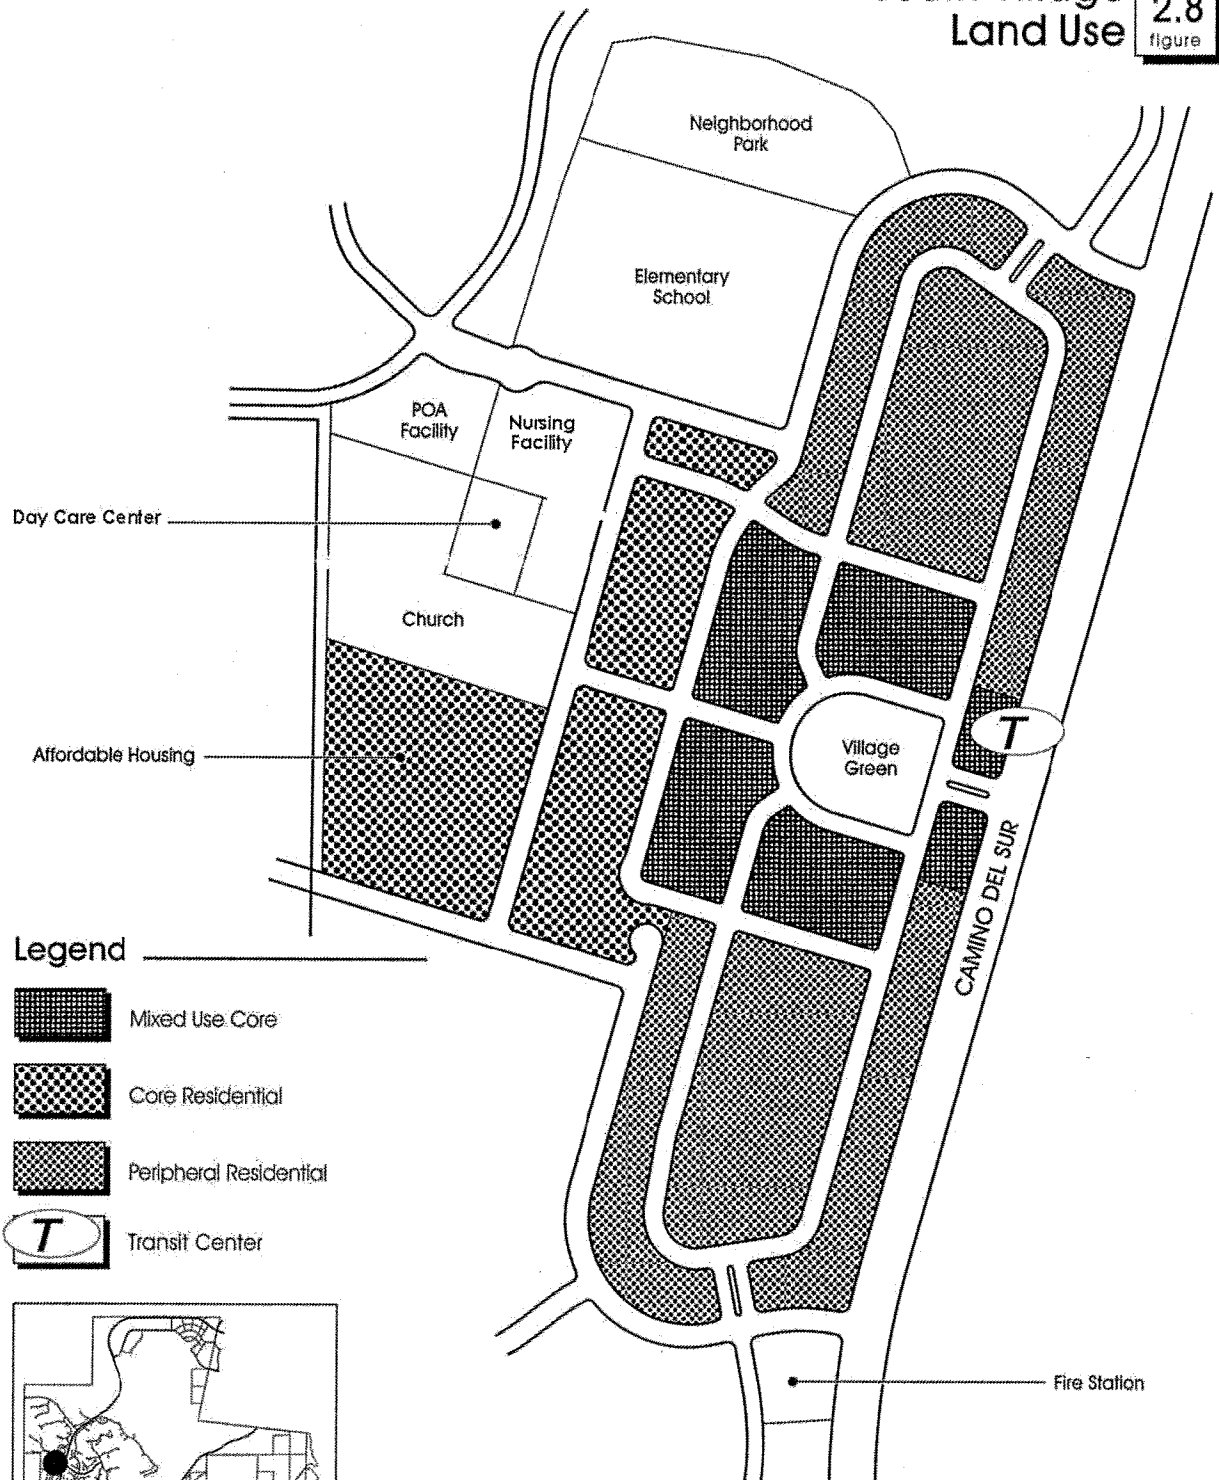 Land Use
2.8
figure
Neighborhood
Park
Elementary
School
POA
Facility
Nursing
Facility
Day Care Center
Church
Affordable Housing
Village
Green
T
CAMINO DEL SUR
Legend
Mixed Use Core
Core Residential
Peripheral Residential
T
Transit Center
Fire Station